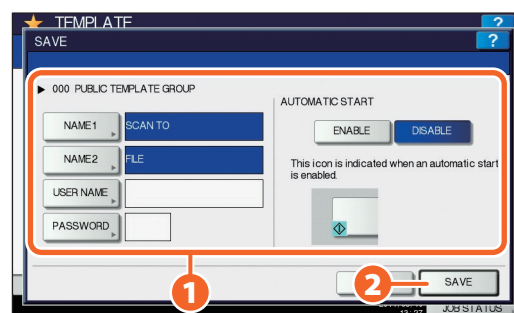 TEMPLATE
?
SAVE
?
000 PUBLIC TEMPLATE GROUP
NAME1
SCAN TO
NAME2
FILE
USER NAME
PASSWORD
AUTOMATIC START
ENABLE
DISABLE
This icon is indicated when an automatic start
is enabled.
1
2
SAVE
JOB STATUS